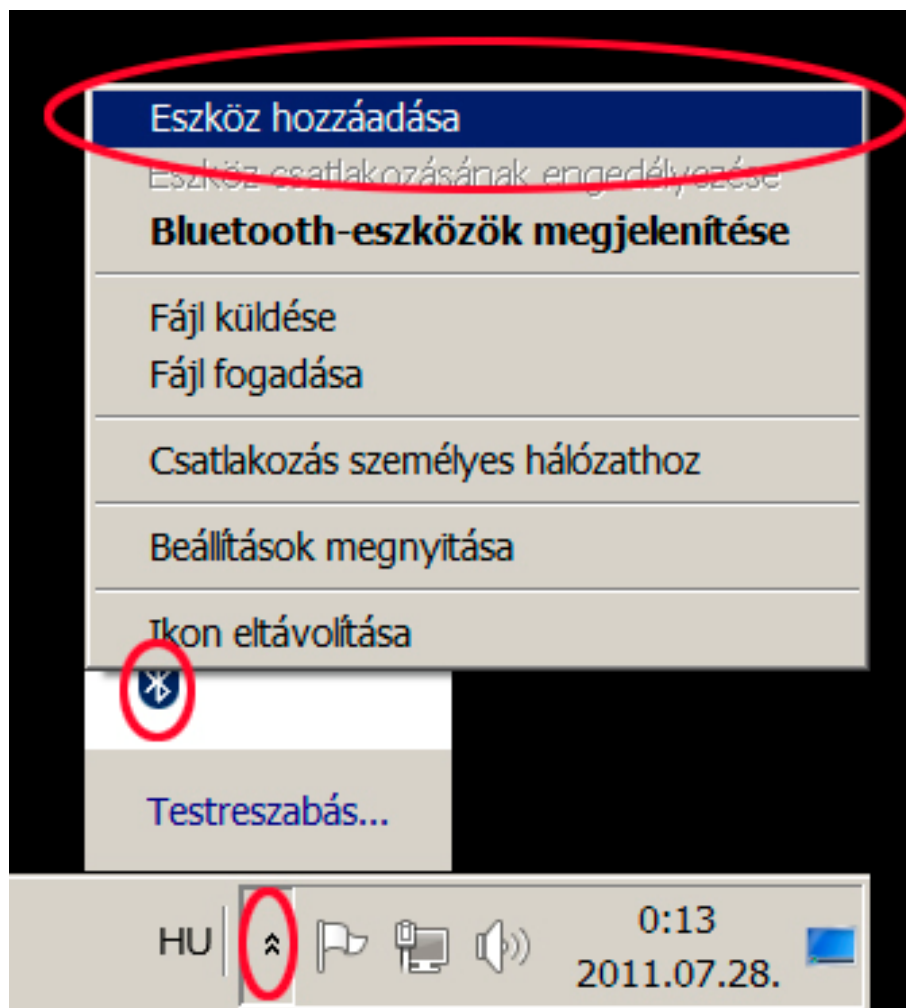 Eszköz hozzáadása
Eszköz csatlakozásának engedélyezése
Bluetooth-eszközök megjelenítése
Fájl küldése
Fájl fogadása
Csatlakozás személyes hálózathoz
Beállítások megnyitása
Ikon eltávolítása
Testreszabás...
HU
0:13
2011.07.28.